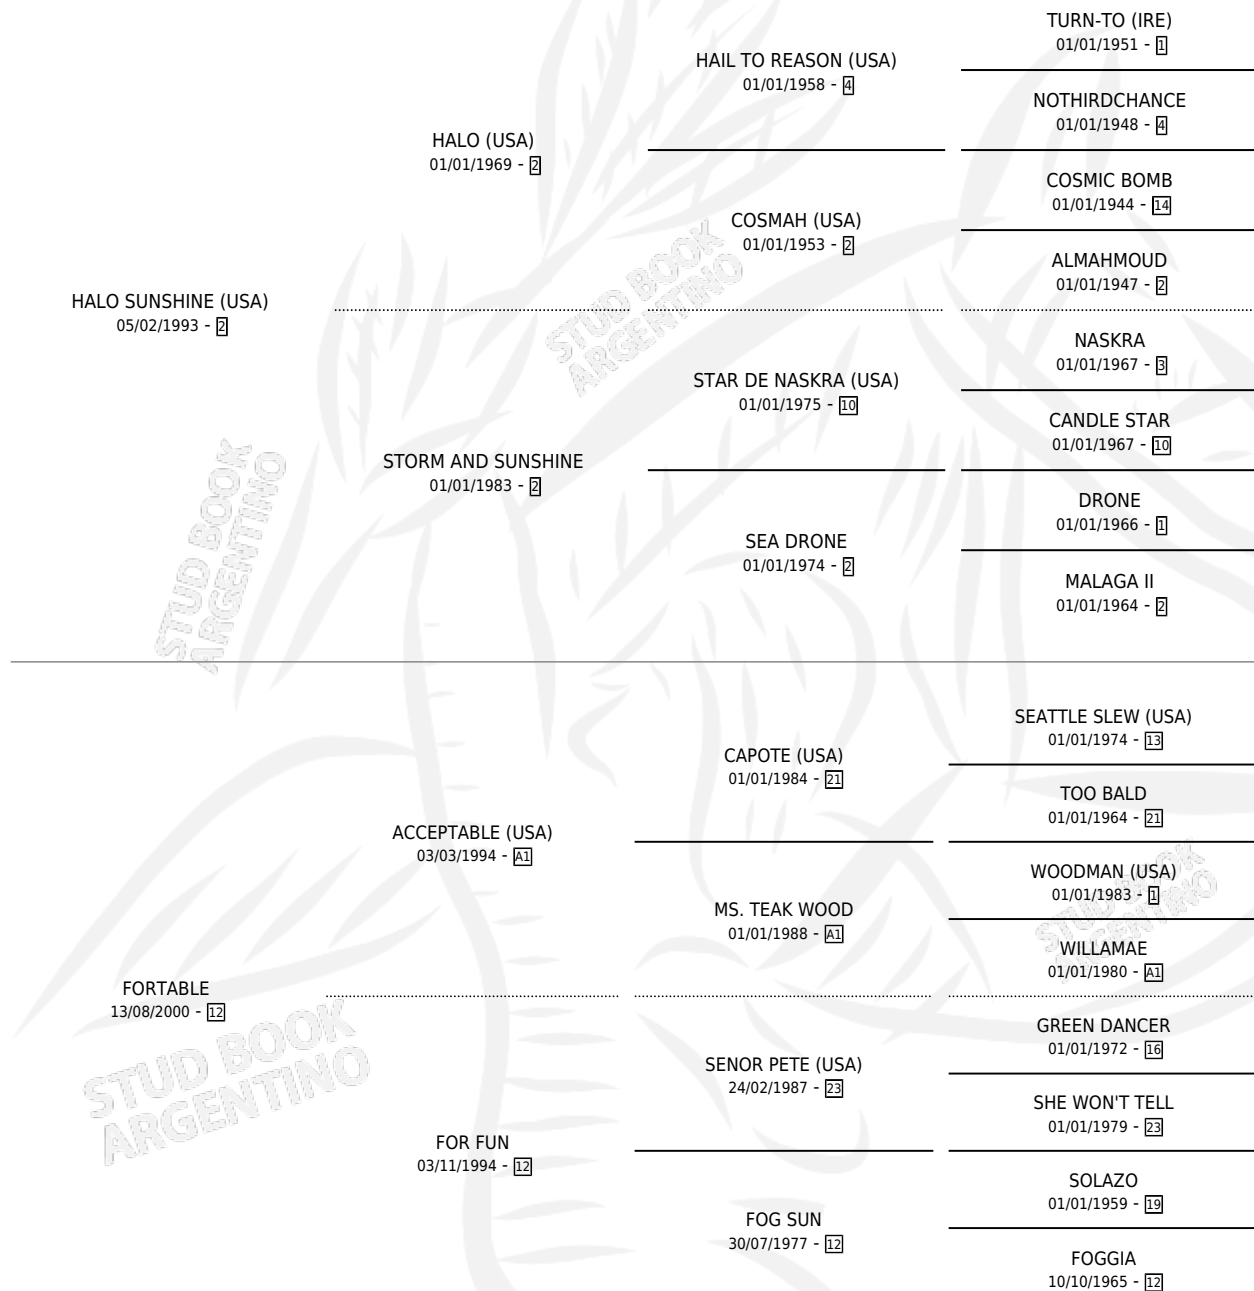 TURN-TO (IRE)
01/01/1951 - 1
HAIL TO REASON (USA)
01/01/1958 - 4
NOTHIRDCHANCE
01/01/1948 - 4
HALO (USA)
01/01/1969 - 2
COSMIC BOMB
01/01/1944 - 14
COSMAH (USA)
01/01/1953 - 2
ALMAHMOUD
01/01/1947 - 2
HALO SUNSHINE (USA)
05/02/1993 - 2
STUD BOOK
ARGENTINO
NASKRA
01/01/1967 - 3
STAR DE NASKRA (USA)
01/01/1975 - 10
CANDLE STAR
01/01/1967 - 10
STORM AND SUNSHINE
01/01/1983 - 2
DRONE
01/01/1966 - 1
SEA DRONE
01/01/1974 - 2
MALAGA II
01/01/1964 - 2
STUD BOOK
ARGENTINO
SEATTLE SLEW (USA)
01/01/1974 - 13
CAPOTE (USA)
01/01/1984 - 21
TOO BALD
01/01/1964 - 21
ACCEPTABLE (USA)
03/03/1994 - A1
WOODMAN (USA)
01/01/1983 - 1
MS. TEAK WOOD
01/01/1988 - A1
WILLAMAE
01/01/1980 - A1
STUD BOOK
ARGENTINO
FORTABLE
13/08/2000 - 12
GREEN DANCER
01/01/1972 - 16
SENOR PETE (USA)
24/02/1987 - 23
SHE WON'T TELL
01/01/1979 - 23
STUD BOOK
ARGENTINO
FOR FUN
03/11/1994 - 12
SOLAZO
01/01/1959 - 19
FOG SUN
30/07/1977 - 12
FOGGIA
10/10/1965 - 12